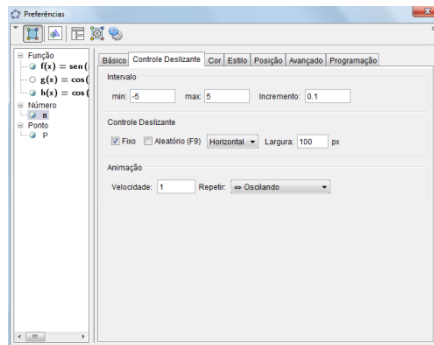 Preferências
Função
f(x) = sen(
g(x) = cos(
h(x) = cos(
Número
n
Ponto
P
Básico Controle Deslizante Cor Estilo Posição Avançado Programação
Intervalo
min: -5 max: 5 Incremento: 0.1
Controle Deslizante
Fixo Aleatório (F9) Horizontal Largura: 100 px
Animação
Velocidade: 1 Repetir: ⇔ Oscilando